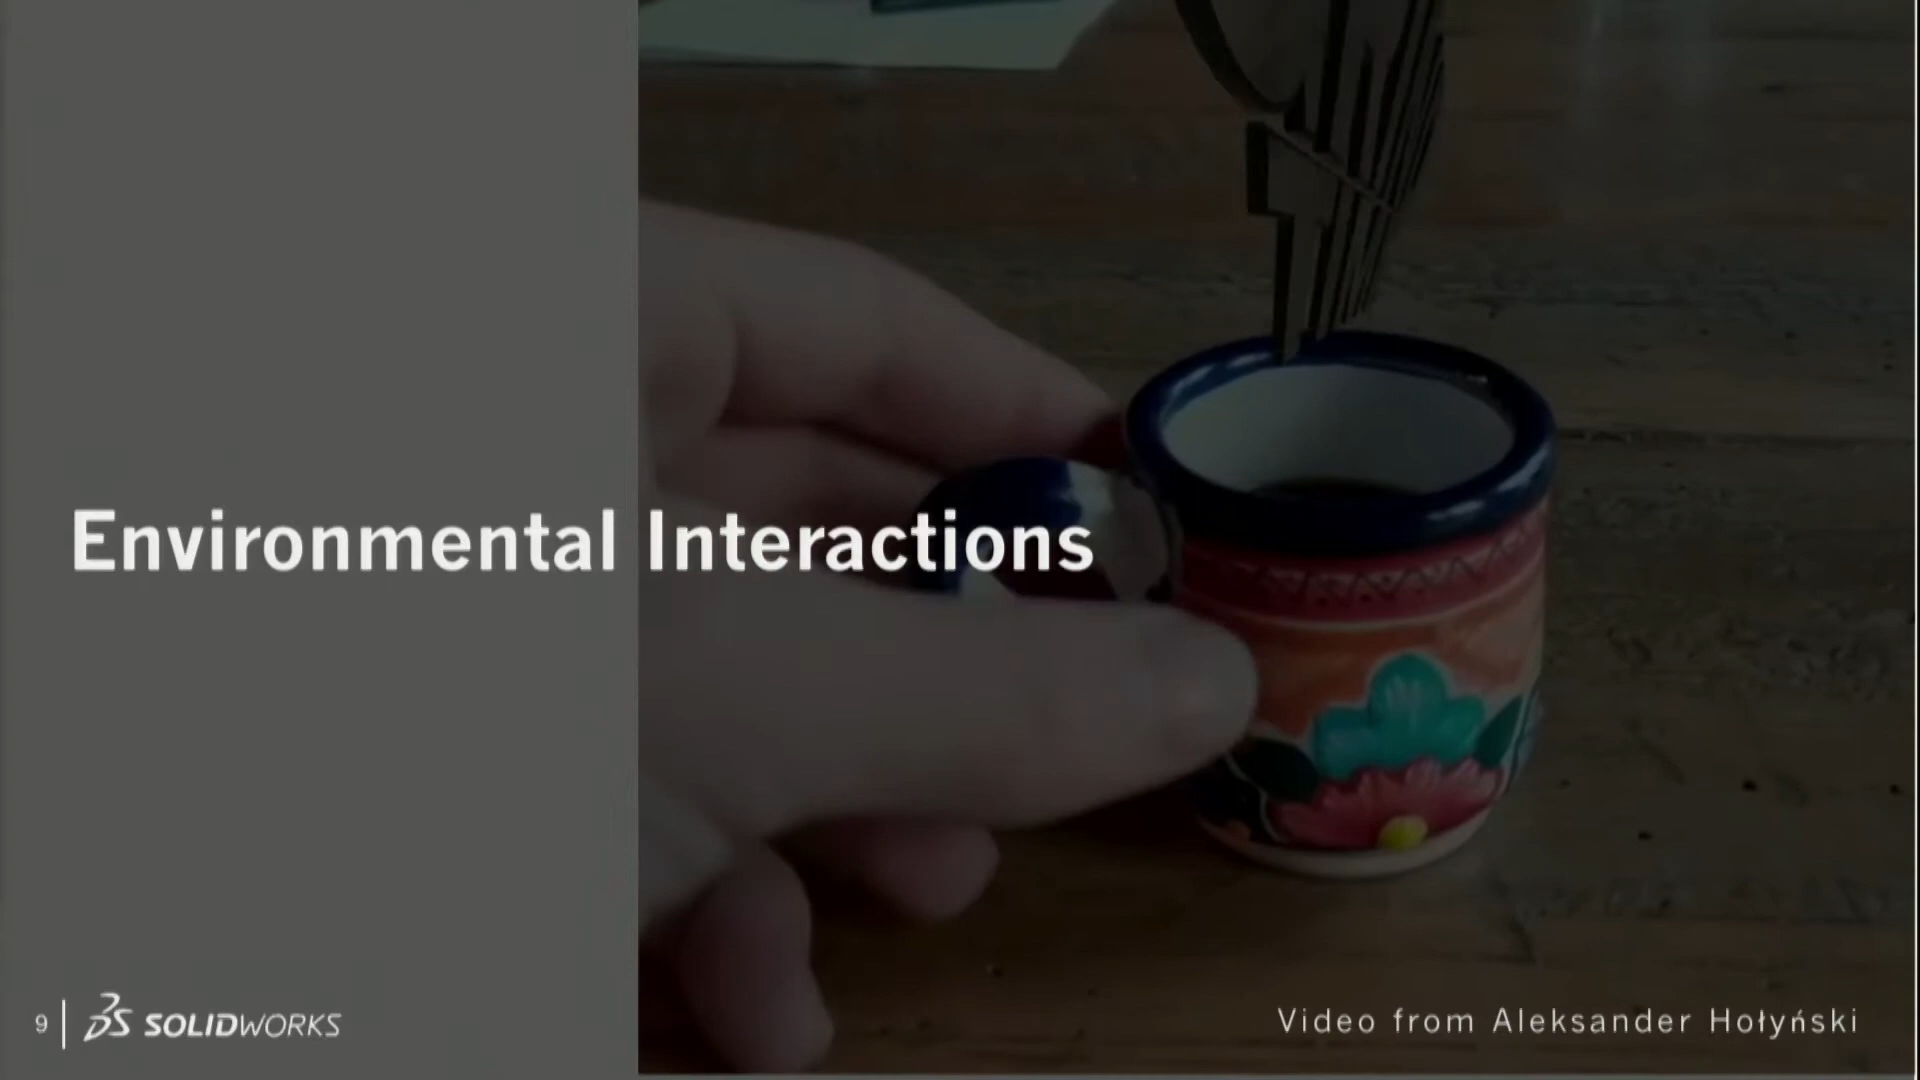 Environmental Interactions
9
SOLIDWORKS
Video from Aleksander Hołyński